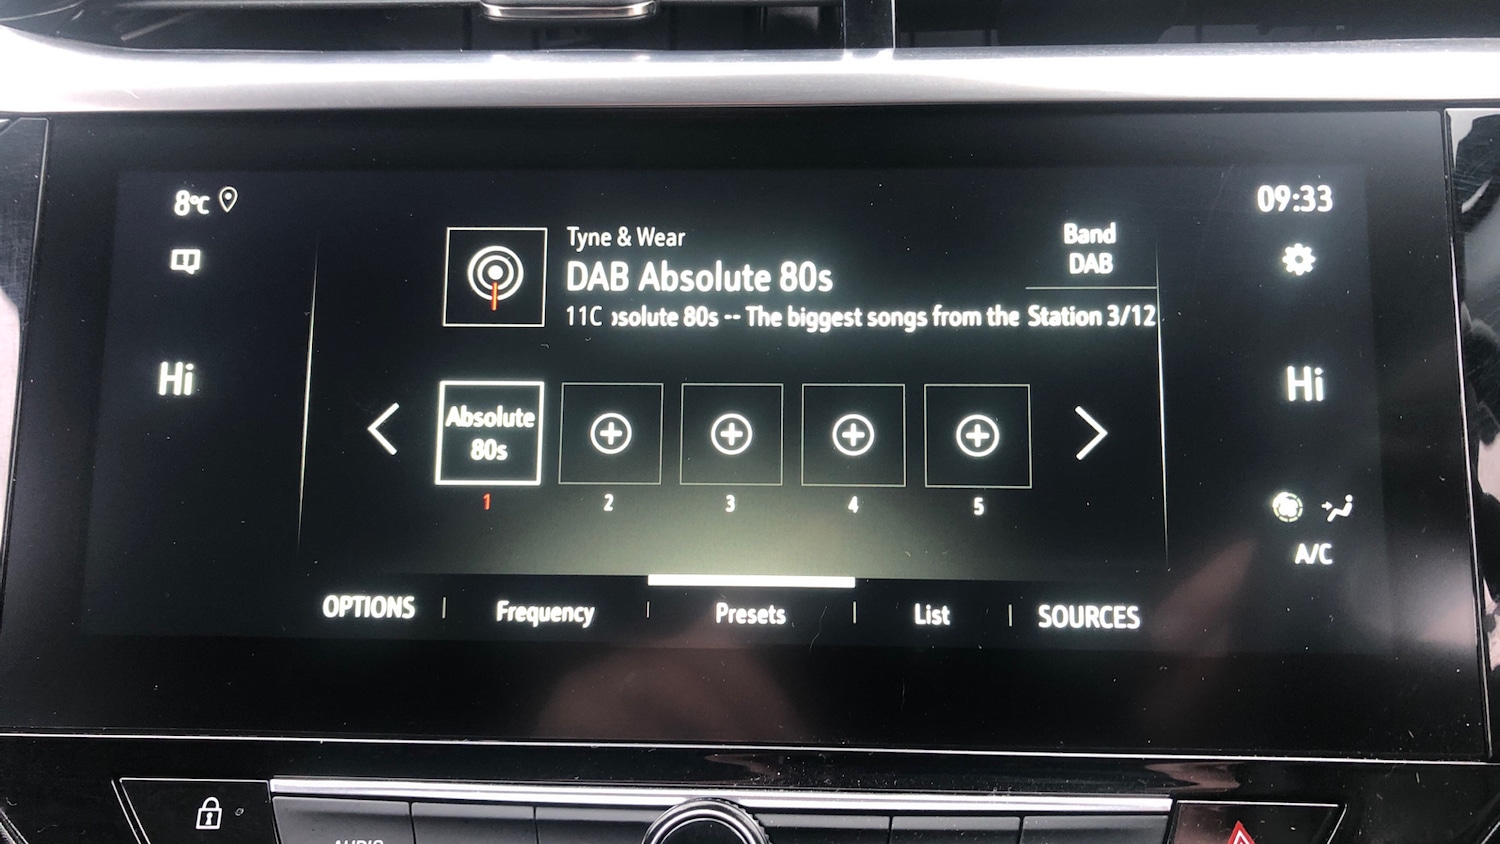 8°C
09:33
Tyne & Wear
DAB Absolute 80s
11C solute 80s -- The biggest songs from the Station 3/12
Band
DAB
Hi
Hi
Absolute
80s
1
2
3
4
5
A/C
OPTIONS | Frequency | Presets | List | SOURCES
AUDIO